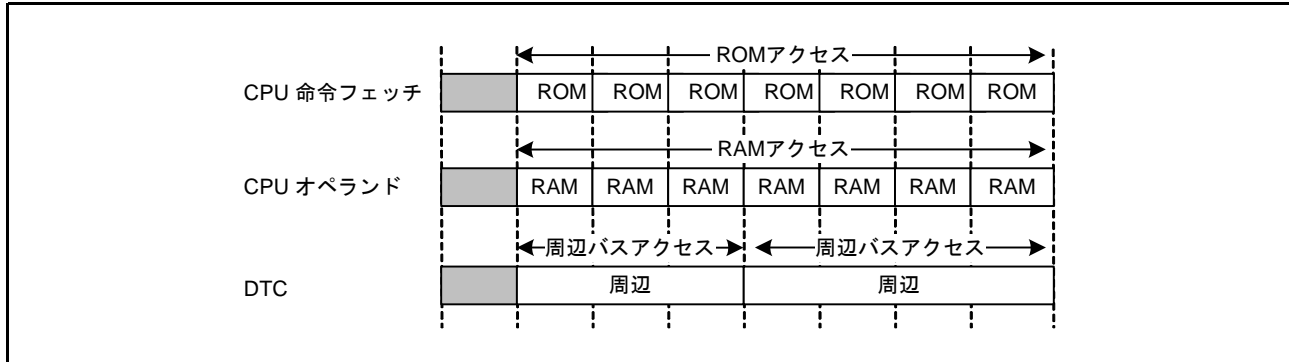 ROMアクセス
CPU 命令フェッチ ROM ROM ROM ROM ROM ROM ROM
RAMアクセス
CPU オペランド RAM RAM RAM RAM RAM RAM RAM
周辺バスアクセス 周辺バスアクセス
DTC 周辺 周辺